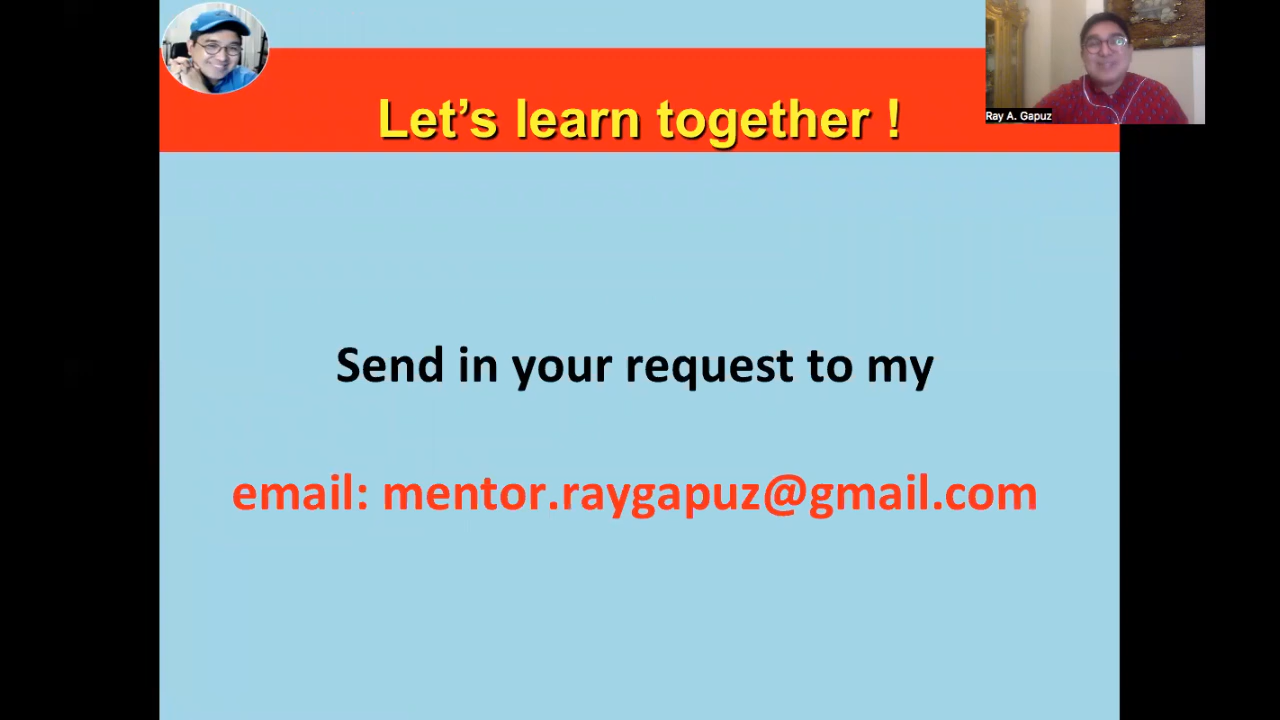 Let's learn together !
Ray A. Gapuz
Send in your request to my
email: mentor.raygapuz@gmail.com